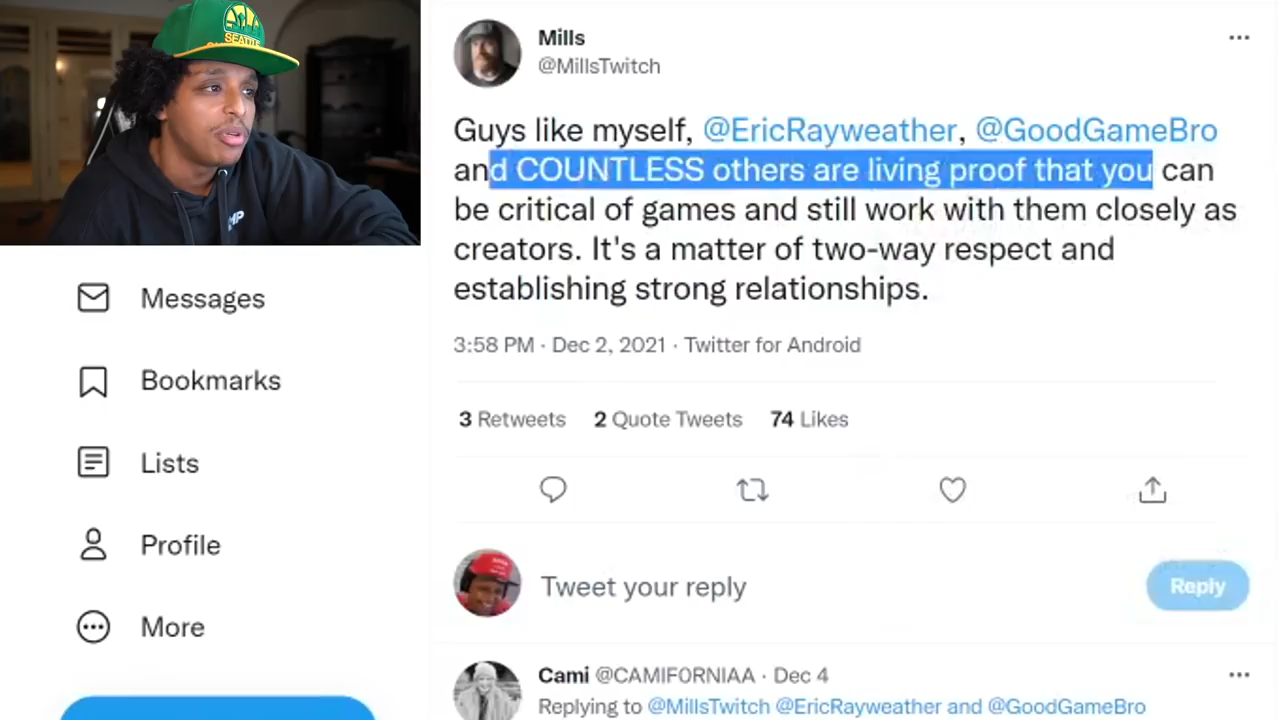 SEATTLE
MP
Mills
@MillsTwitch
Guys like myself, @EricRayweather, @GoodGameBro
and COUNTLESS others are living proof that you can
be critical of games and still work with them closely as
creators. It's a matter of two-way respect and
establishing strong relationships.
3:58 PM · Dec 2, 2021 · Twitter for Android
3 Retweets 2 Quote Tweets 74 Likes
Messages
Bookmarks
Lists
Profile
More
Tweet your reply
Reply
Cami @CAMIFORNIAA · Dec 4
Replying to @MillsTwitch @EricRayweather and @GoodGameBro